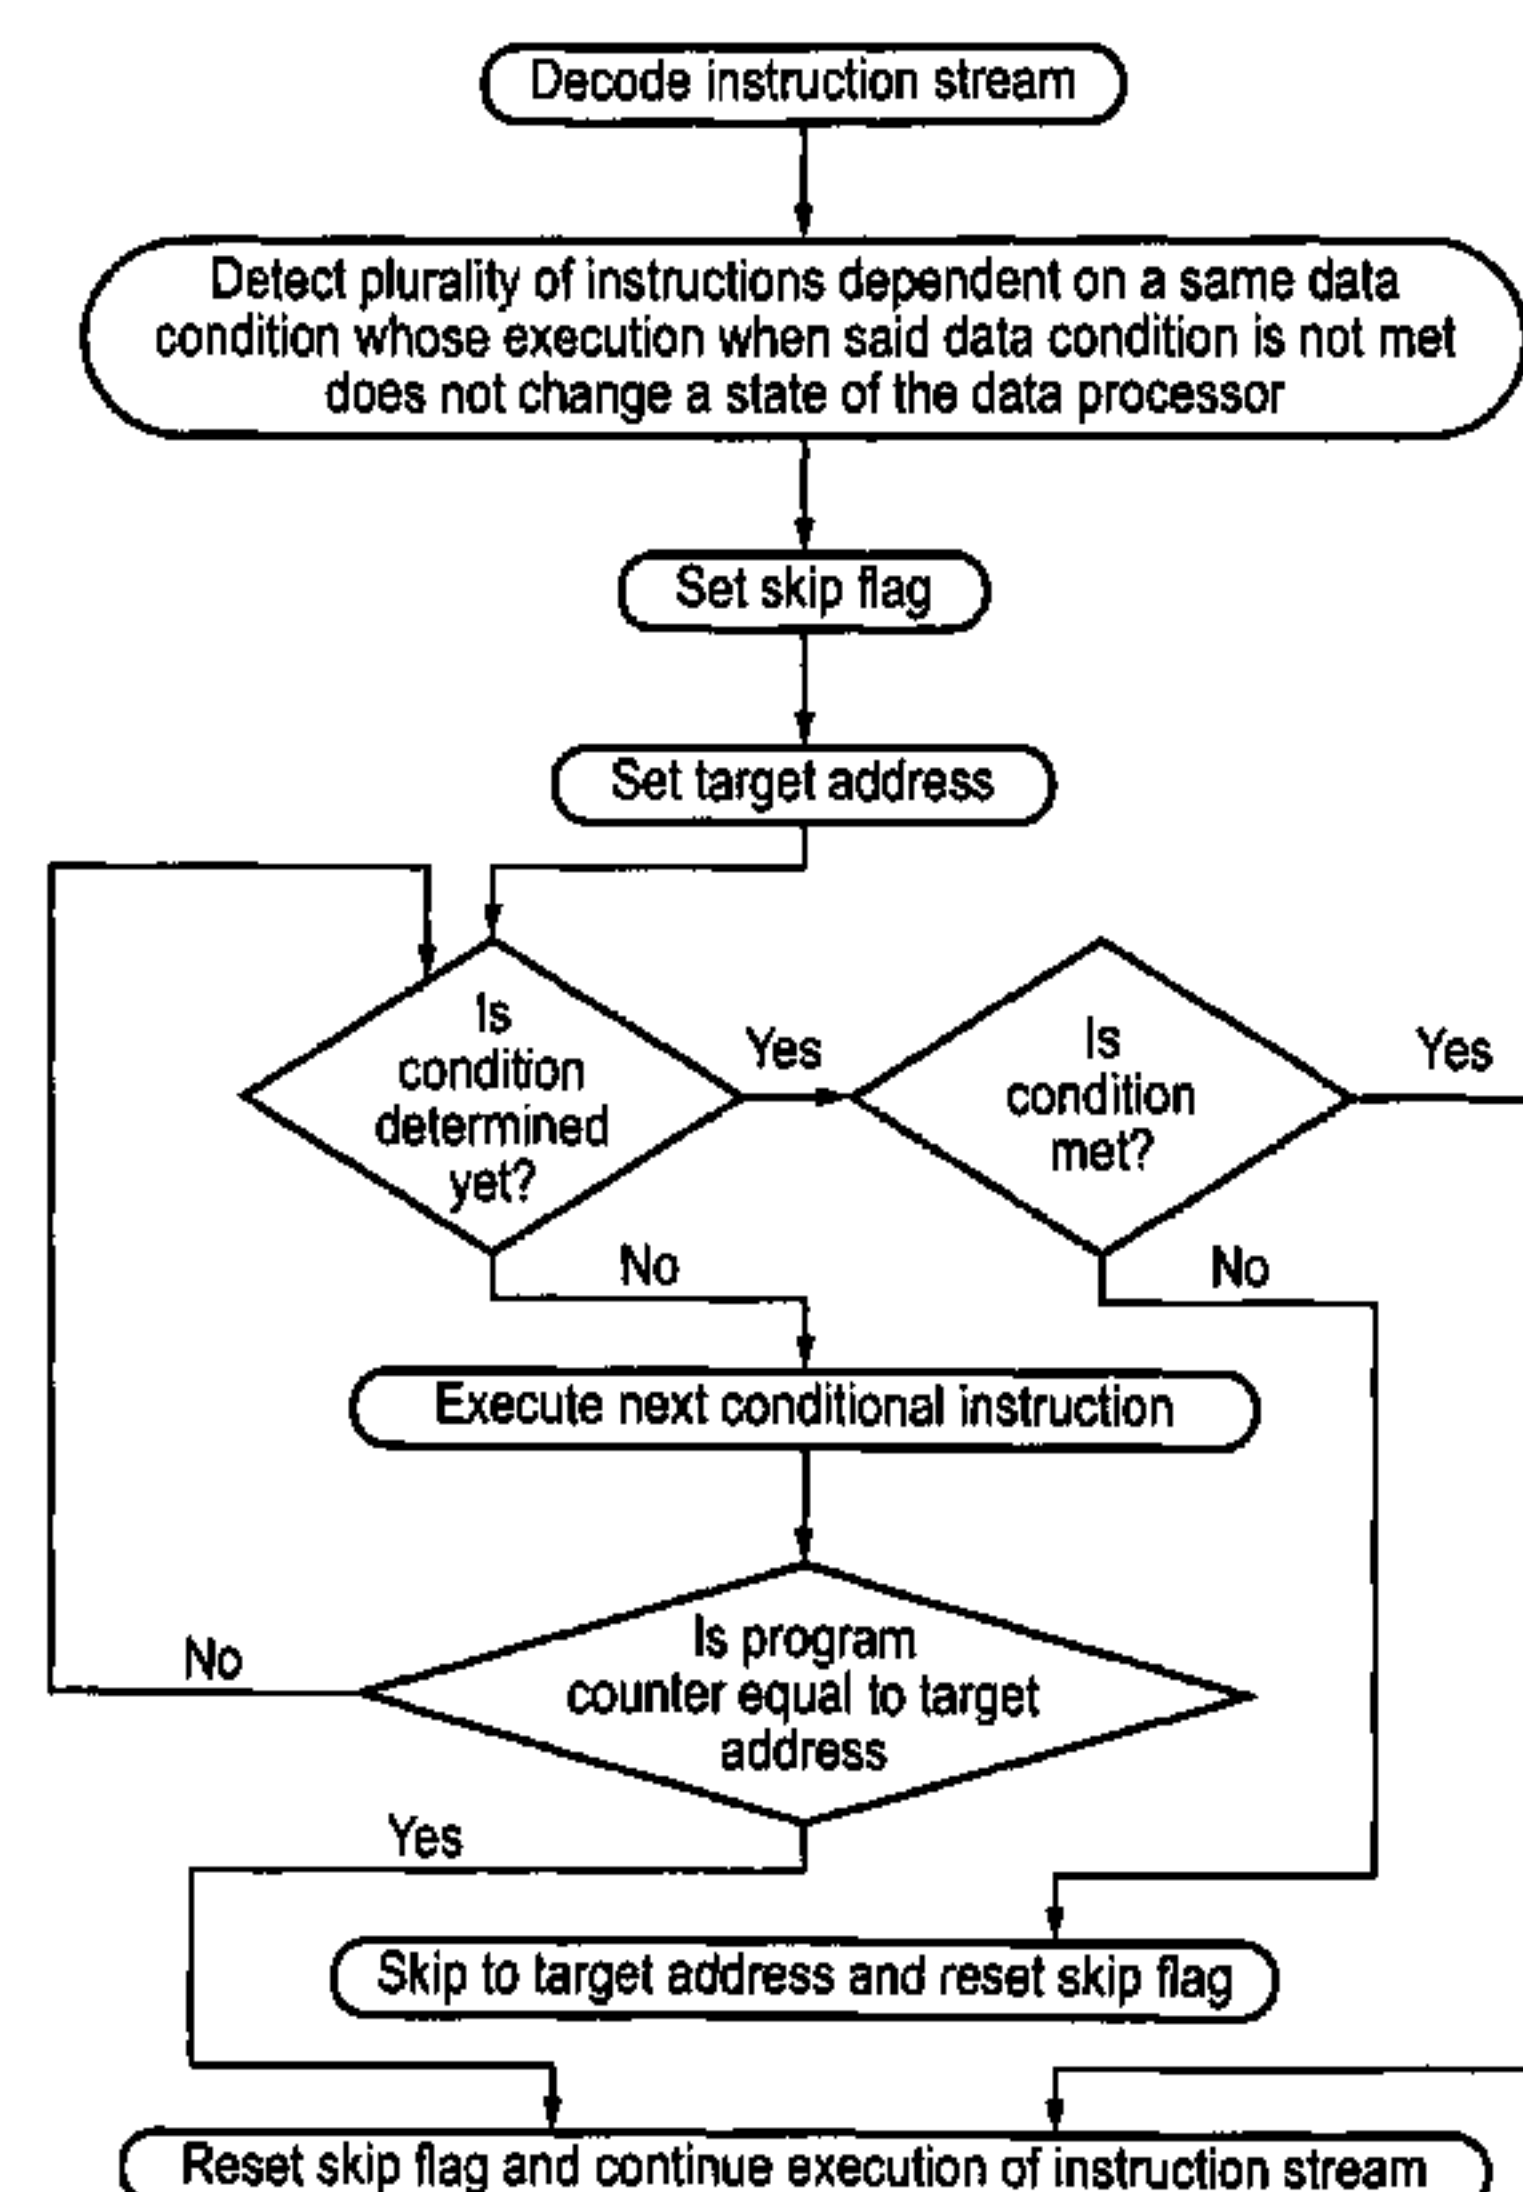 Decode instruction stream
Detect plurality of instructions dependent on a same data
condition whose execution when said data condition is not met
does not change a state of the data processor
Set skip flag
Set target address
Is
condition
determined
yet?
Yes
Is
condition
met?
Yes
No
No
Execute next conditional instruction
Is program
counter equal to target
address
No
Yes
Skip to target address and reset skip flag
Reset skip flag and continue execution of instruction stream